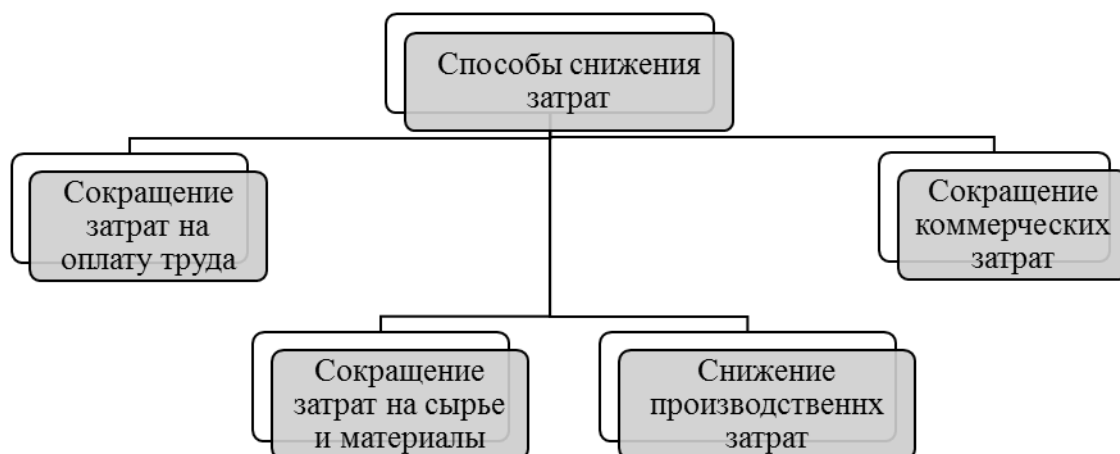 Способы снижения
затрат
Сокращение
затрат на
оплату труда
Сокращение
коммерческих
затрат
Сокращение
затрат на сырье
и материалы
Снижение
производственнх
затрат